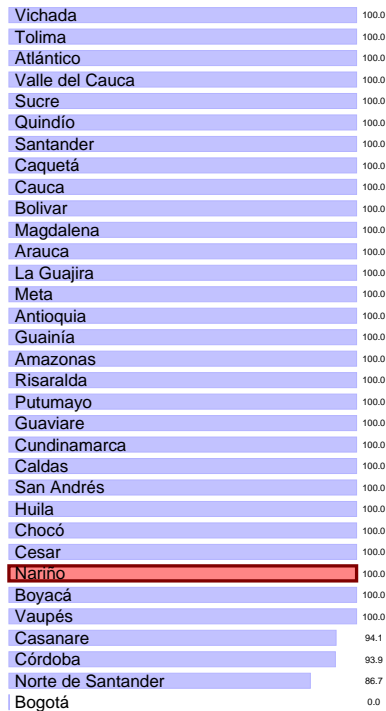 Vichada 100.0
Tolima 100.0
Atlántico 100.0
Valle del Cauca 100.0
Sucre 100.0
Quindío 100.0
Santander 100.0
Caquetá 100.0
Cauca 100.0
Bolivar 100.0
Magdalena 100.0
Arauca 100.0
La Guajira 100.0
Meta 100.0
Antioquia 100.0
Guainía 100.0
Amazonas 100.0
Risaralda 100.0
Putumayo 100.0
Guaviare 100.0
Cundinamarca 100.0
Caldas 100.0
San Andrés 100.0
Huila 100.0
Chocó 100.0
Cesar 100.0
Nariño 100.0
Boyacá 100.0
Vaupés 100.0
Casanare 94.1
Córdoba 93.9
Norte de Santander 86.7
Bogotá 0.0